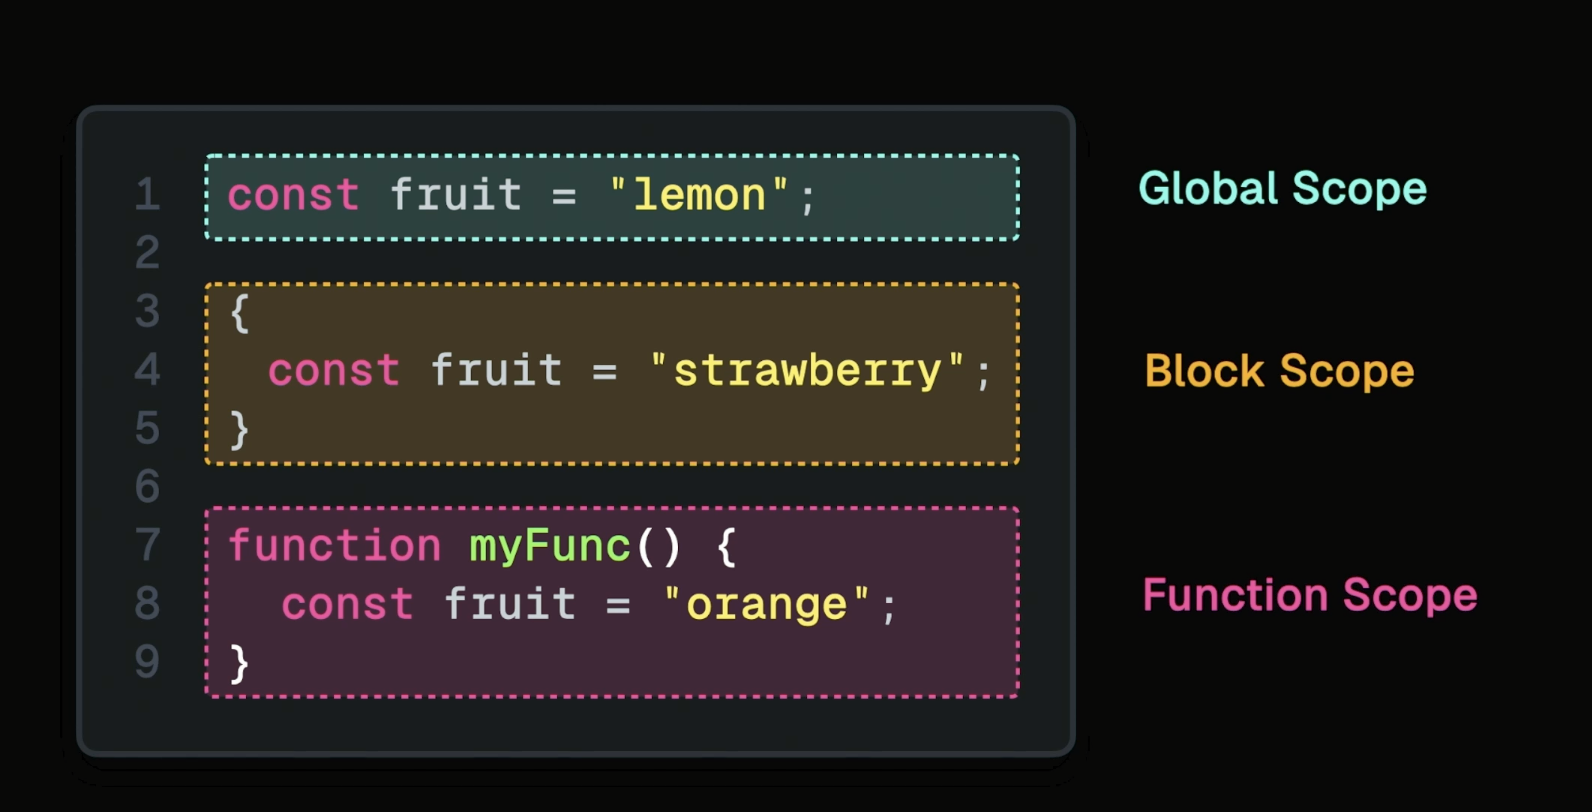 1 const fruit = "lemon"; Global Scope
2
3 {
4 const fruit = "strawberry"; Block Scope
5 }
6
7 function myFunc() {
8 const fruit = "orange"; Function Scope
9 }